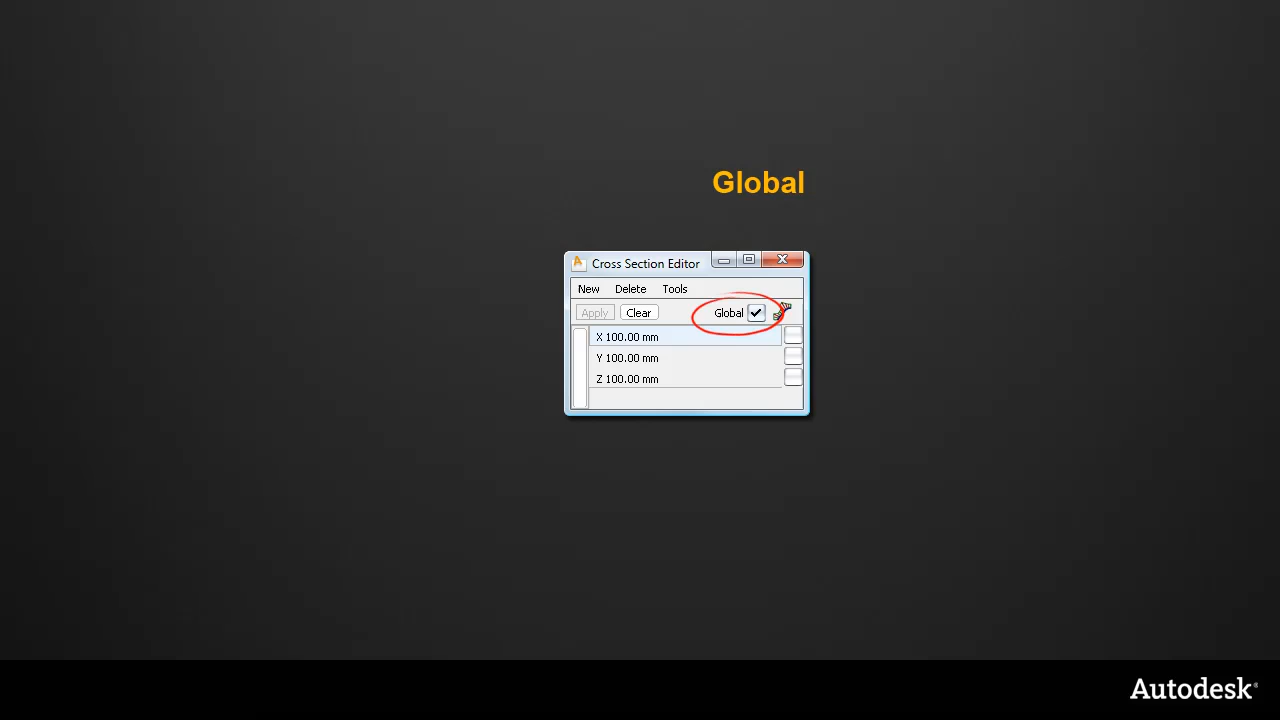 Global
Cross Section Editor
New Delete Tools
Apply Clear Global
X 100.00 mm
Y 100.00 mm
Z 100.00 mm
Autodesk®